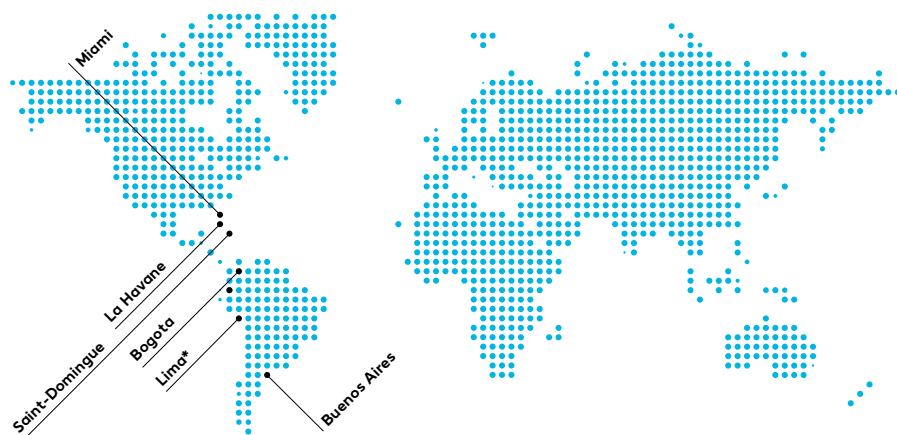 Miami
La Havane
Saint-Domingue
Bogota
Lima*
Buenos Aires